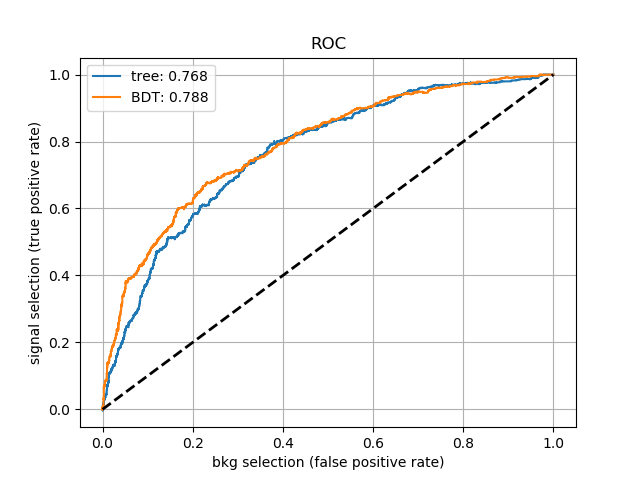 ROC
tree: 0.768
BDT: 0.788
signal selection (true positive rate)
1.0
0.8
0.6
0.4
0.2
0.0
0.0 0.2 0.4 0.6 0.8 1.0
bkg selection (false positive rate)